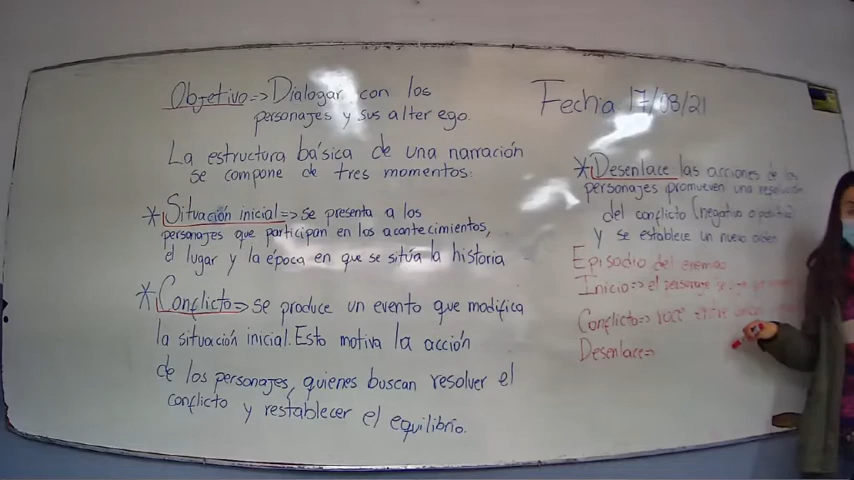 Objetivo=> Dialogar con los
personajes y sus alter ego.
La estructura básica de una narración
se compone de tres momentos:
* Situación inicial=> se presenta a los
personajes que participan en los acontecimientos,
el lugar y la época en que se sitúa la historia
* Conflicto=> se produce un evento que modifica
la situación inicial. Esto motiva la acción
de los personajes, quienes buscan resolver el
conflicto y réstablecer el equilibrio.
Fecha 17/08/21
* Desenlace las acciones de los
personajes promueven una resolución
del conflicto (negativo o positivo)
y se establece un nuevo orden
Episodio del
Inicio=> el personaje
Conflicto=> roce entre
Desenlace=>